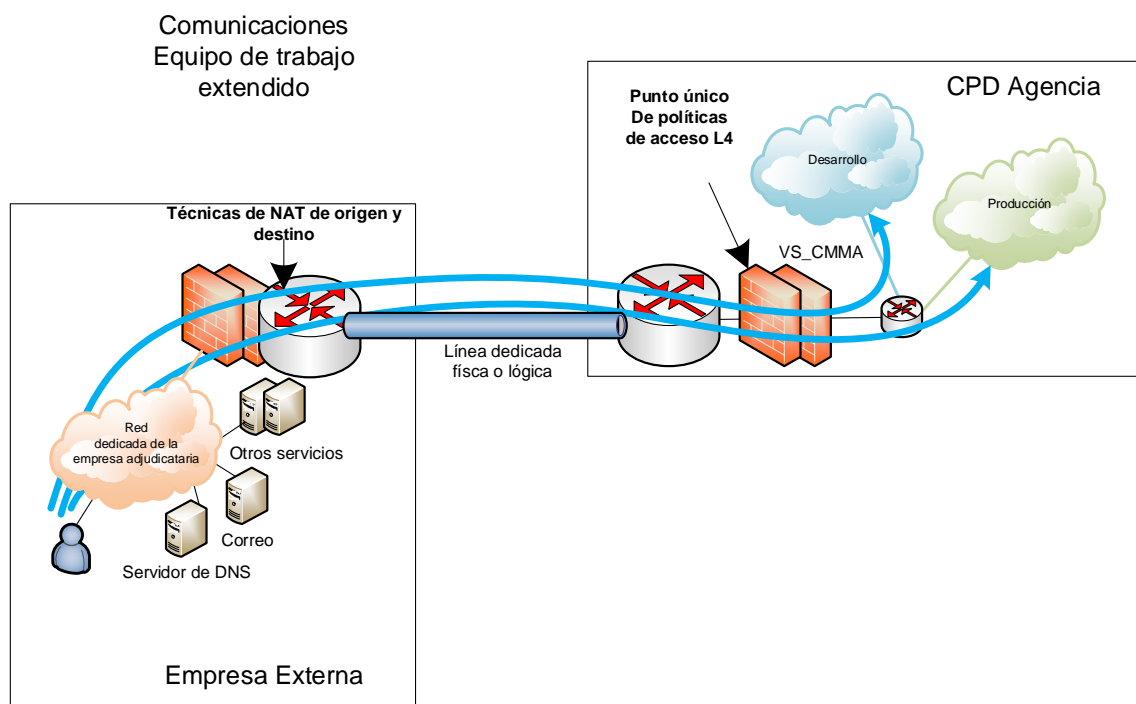 Comunicaciones
Equipo de trabajo
extendido
CPD Agencia
Punto único
De políticas
de acceso L4
Desarrollo
Producción
VS_CMMA
Técnicas de NAT de origen y
destino
Línea dedicada
físca o lógica
Red
dedicada de la
empresa adjudicataria
Otros servicios
Correo
Servidor de DNS
Empresa Externa